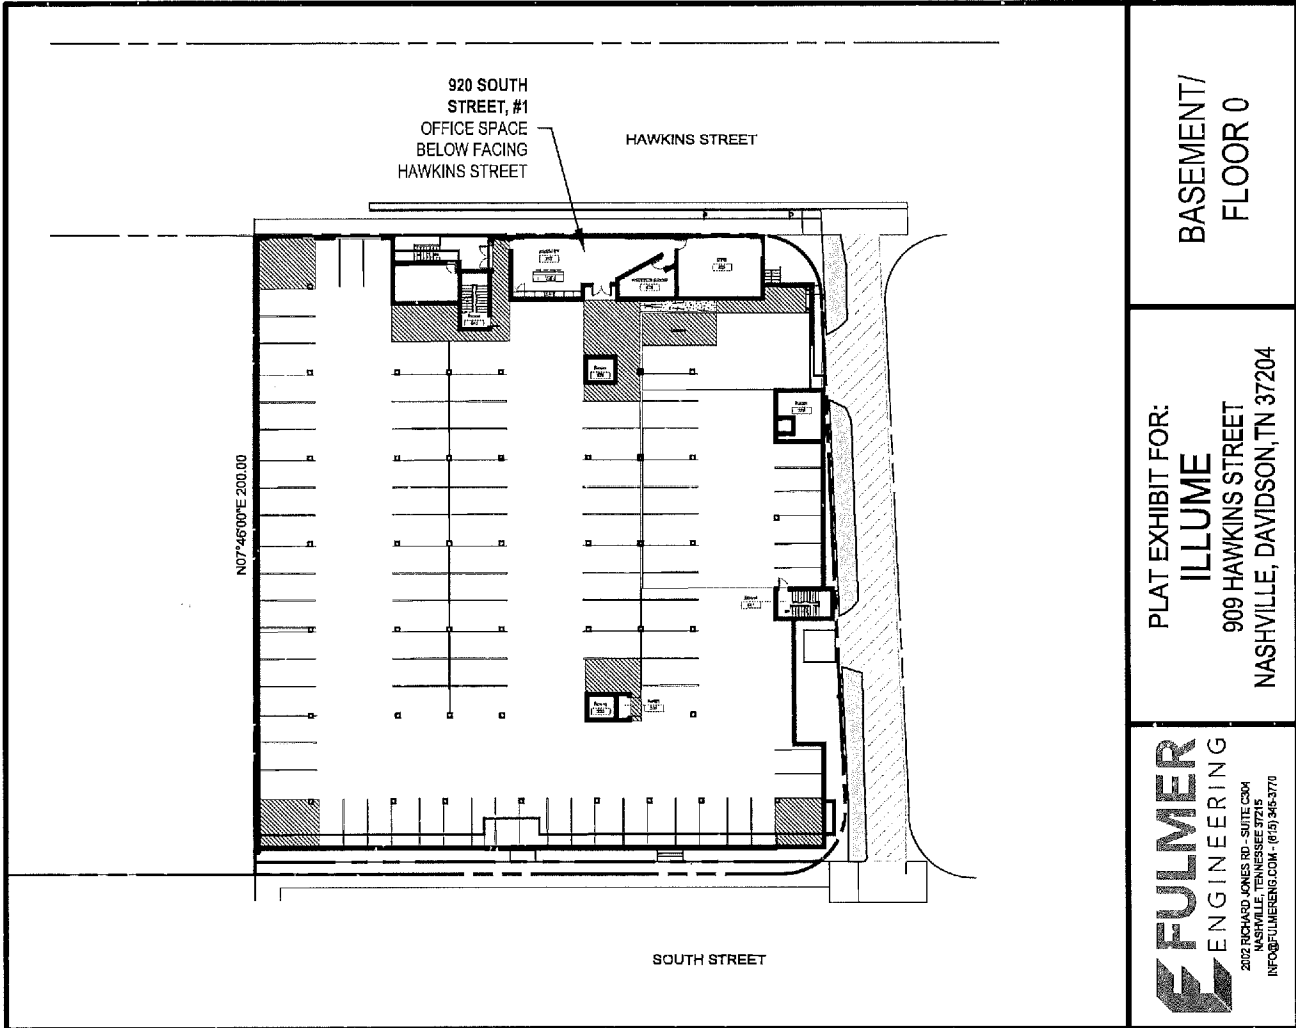 920 SOUTH
STREET, #1
OFFICE SPACE
BELOW FACING
HAWKINS STREET
HAWKINS STREET
N07°46'00"E 200.00
SOUTH STREET
BASEMENT/
FLOOR 0
PLAT EXHIBIT FOR:
ILLUME
909 HAWKINS STREET
NASHVILLE, DAVIDSON,TN 37204
FULMER
ENGINEERING
2002 RICHARD JONES RD - SUITE C304
NASHVILLE, TENNESSEE 37215
INFO@FULMERENG.COM - (615) 345-3770